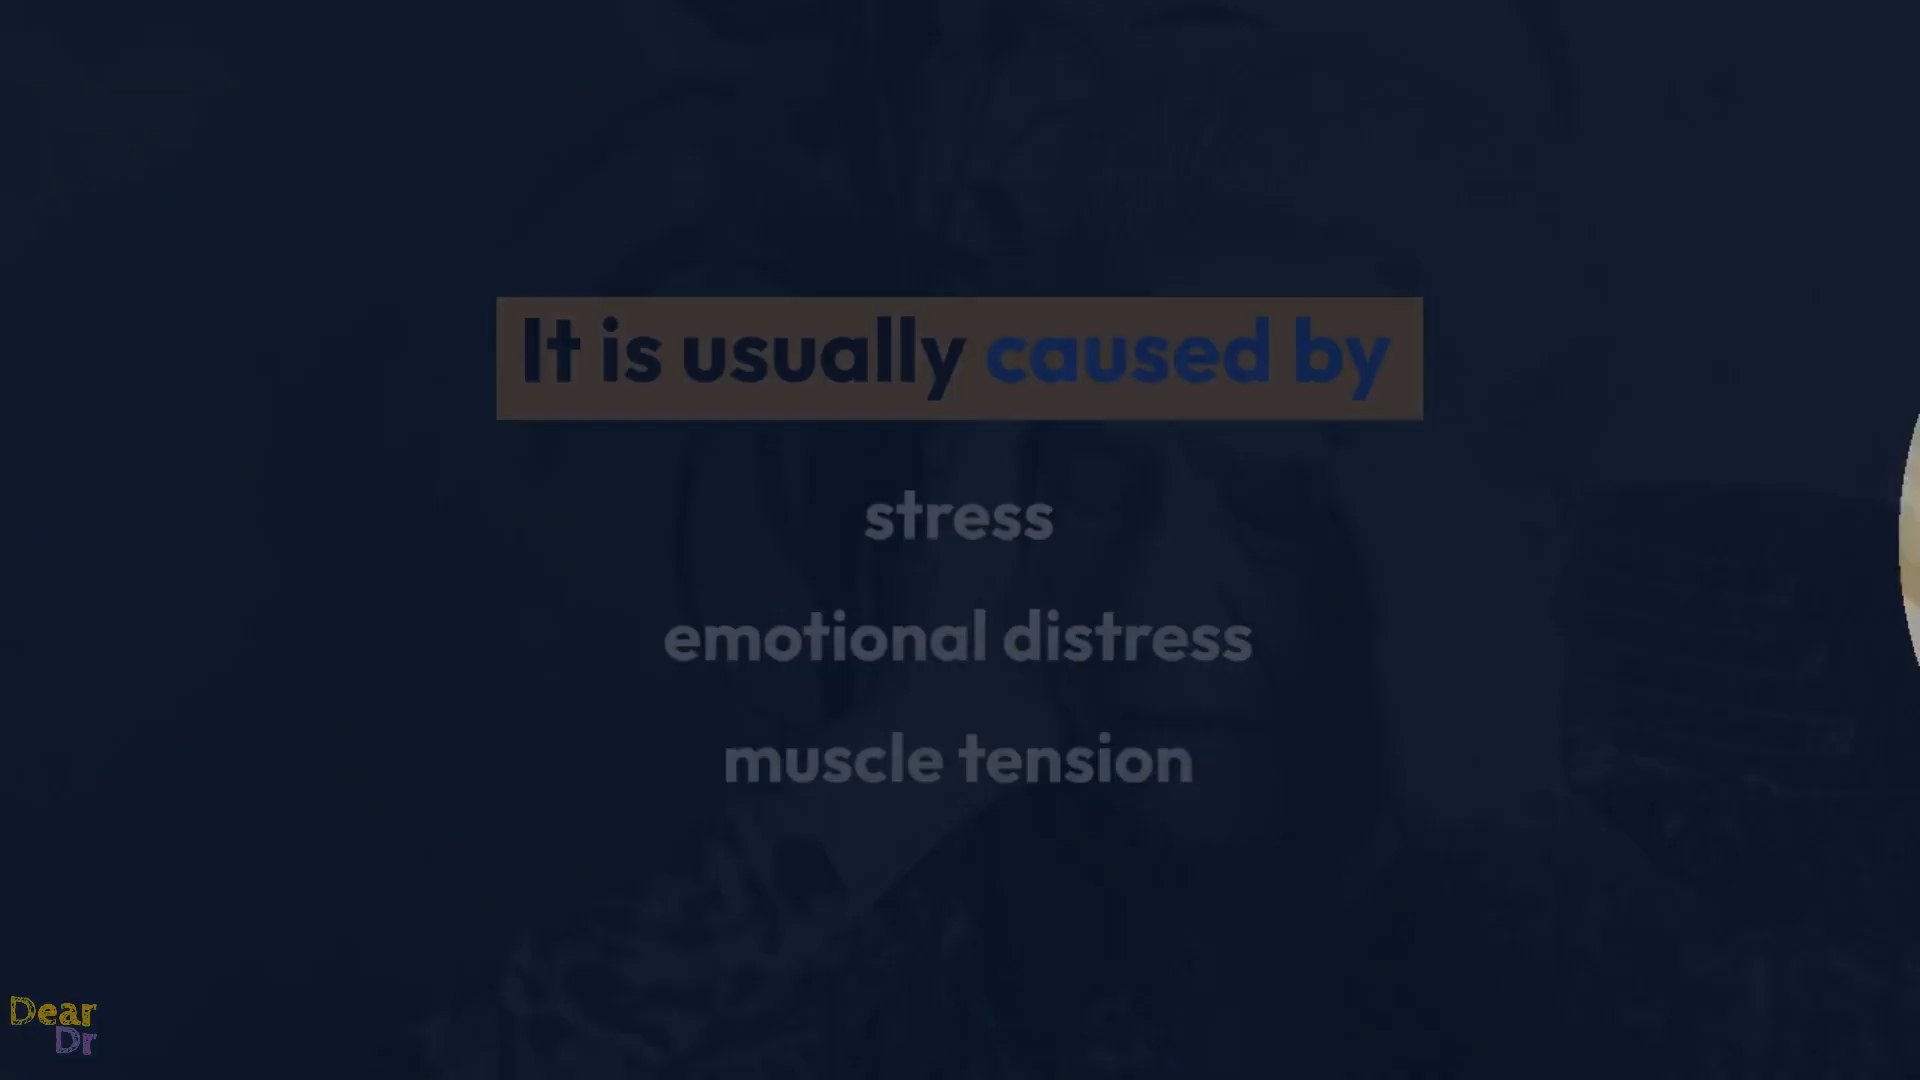 It is usually caused by
stress
emotional distress
muscle tension
Dear
Dr